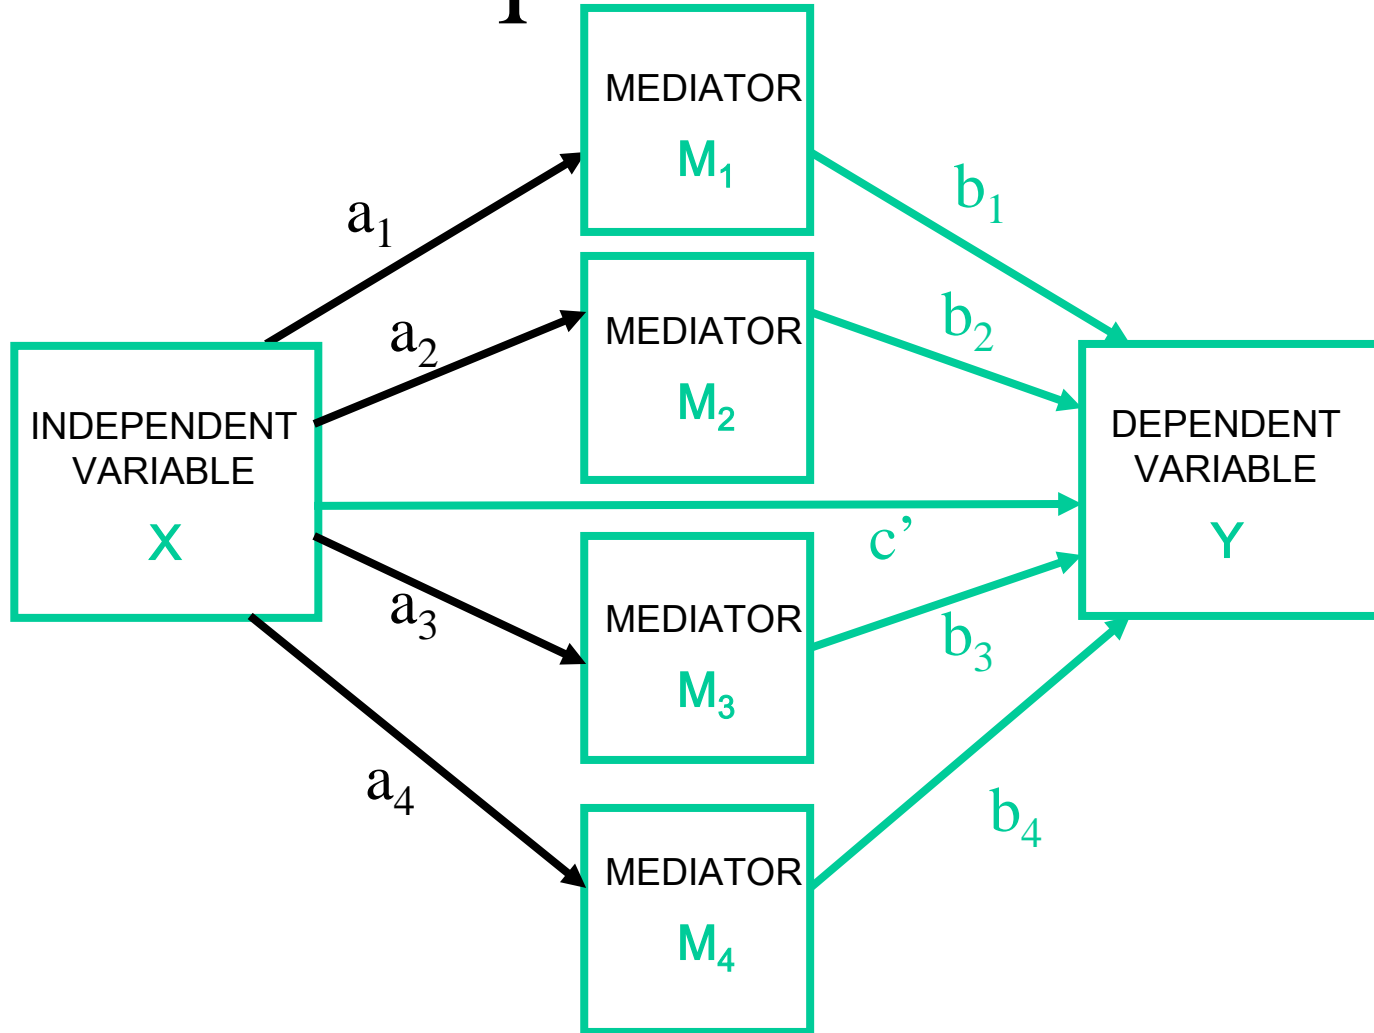 MEDIATOR
M₁
a₁
b₁
MEDIATOR
M₂
a₂
b₂
INDEPENDENT
VARIABLE
X
DEPENDENT
VARIABLE
Y
c’
MEDIATOR
M₃
a₃
b₃
a₄
b₄
MEDIATOR
M₄